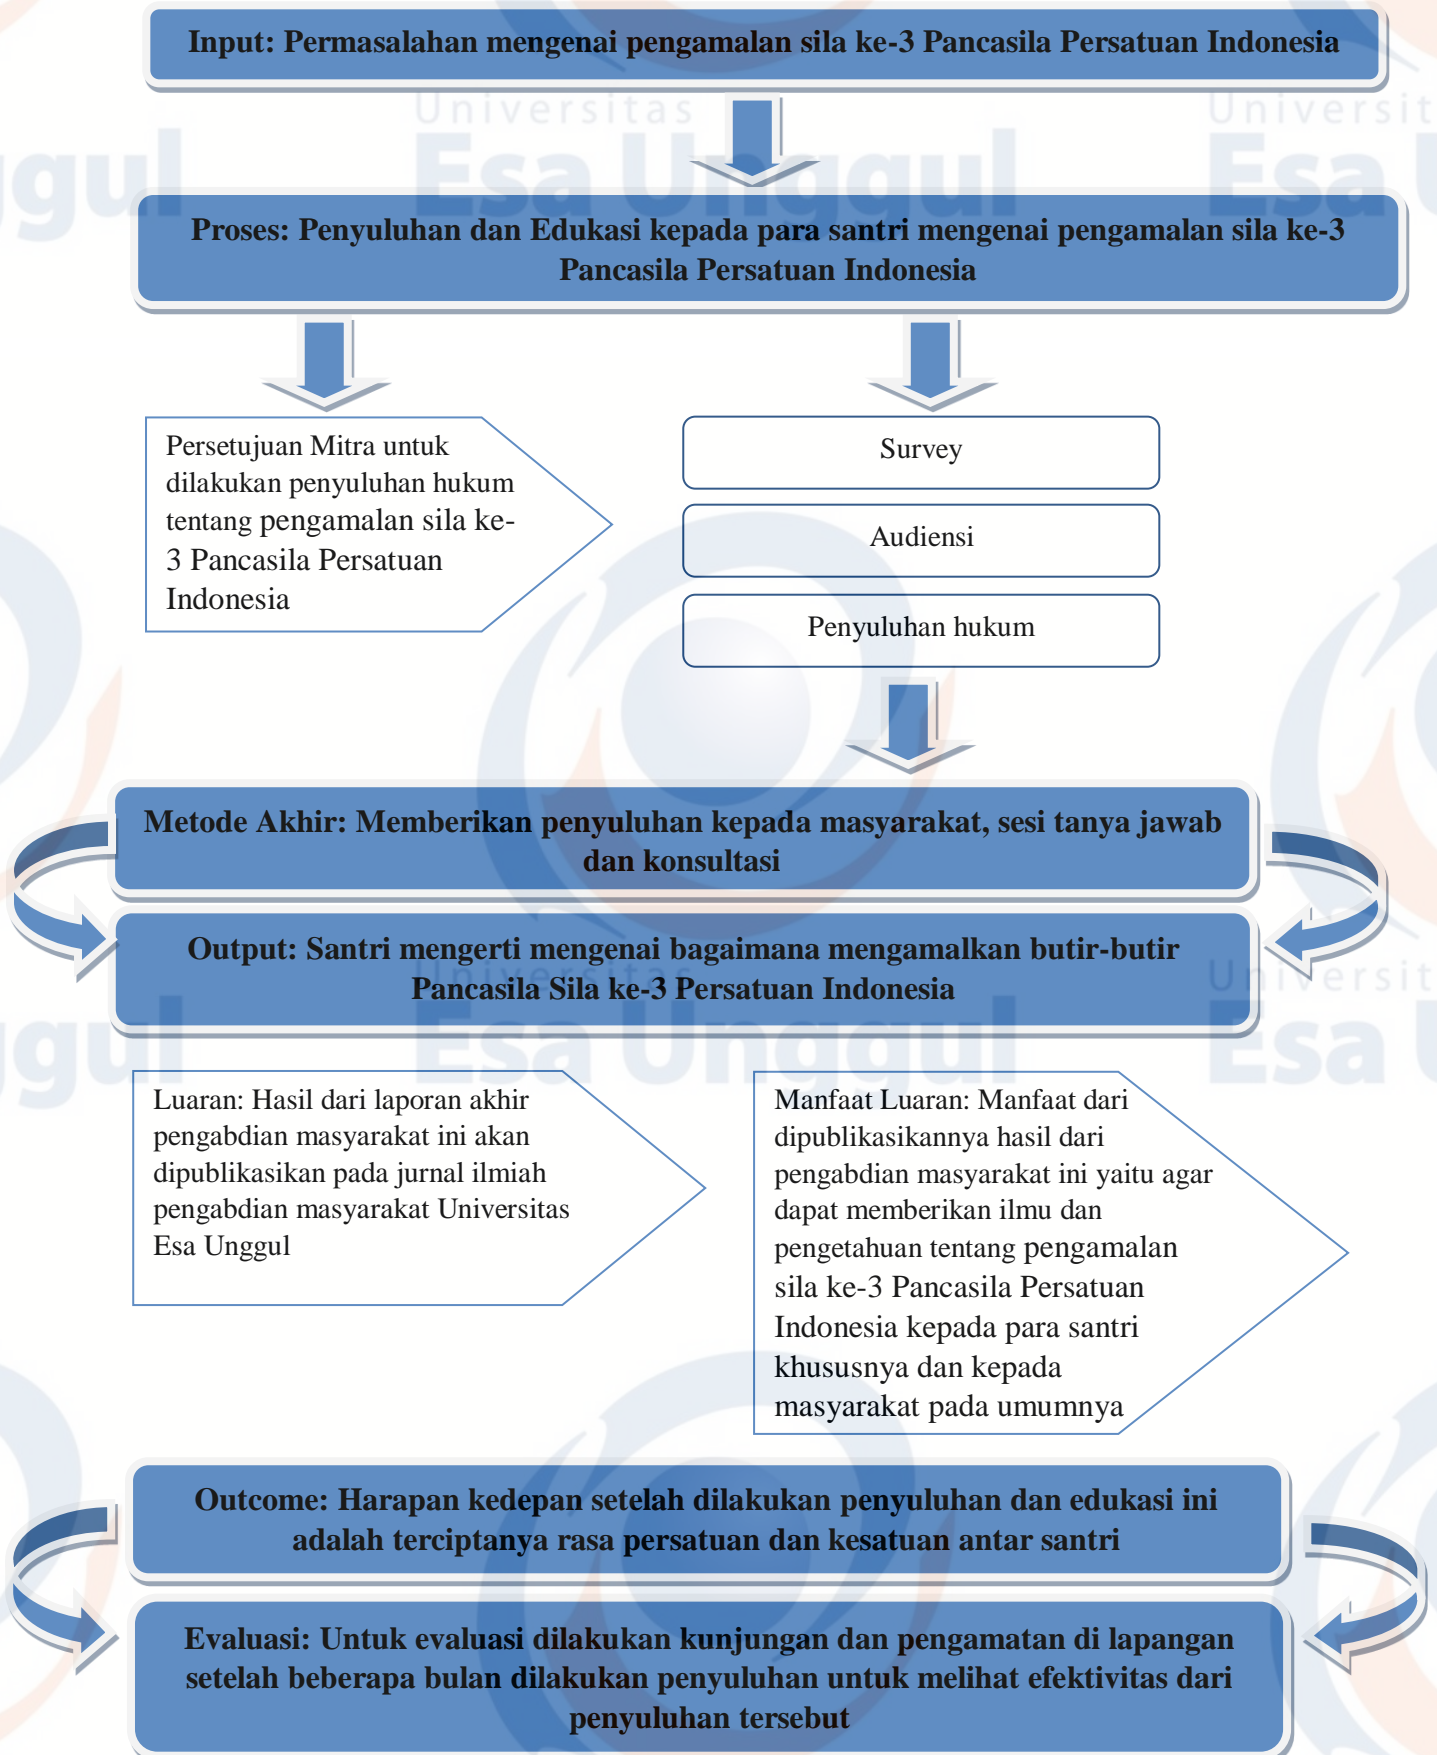 Input: Permasalahan mengenai pengamalan sila ke-3 Pancasila Persatuan Indonesia
Universitas
Esa Unggul
Proses: Penyuluhan dan Edukasi kepada para santri mengenai pengamalan sila ke-3
Pancasila Persatuan Indonesia
Persetujuan Mitra untuk
dilakukan penyuluhan hukum
tentang pengamalan sila ke-
3 Pancasila Persatuan
Indonesia
Survey
Audiensi
Penyuluhan hukum
Metode Akhir: Memberikan penyuluhan kepada masyarakat, sesi tanya jawab
dan konsultasi
Output: Santri mengerti mengenai bagaimana mengamalkan butir-butir
Pancasila Sila ke-3 Persatuan Indonesia
Universitas
Esa Unggul
Luaran: Hasil dari laporan akhir
pengabdian masyarakat ini akan
dipublikasikan pada jurnal ilmiah
pengabdian masyarakat Universitas
Esa Unggul
Manfaat Luaran: Manfaat dari
dipublikasikannya hasil dari
pengabdian masyarakat ini yaitu agar
dapat memberikan ilmu dan
pengetahuan tentang pengamalan
sila ke-3 Pancasila Persatuan
Indonesia kepada para santri
khususnya dan kepada
masyarakat pada umumnya
Outcome: Harapan kedepan setelah dilakukan penyuluhan dan edukasi ini
adalah terciptanya rasa persatuan dan kesatuan antar santri
Evaluasi: Untuk evaluasi dilakukan kunjungan dan pengamatan di lapangan
setelah beberapa bulan dilakukan penyuluhan untuk melihat efektivitas dari
penyuluhan tersebut